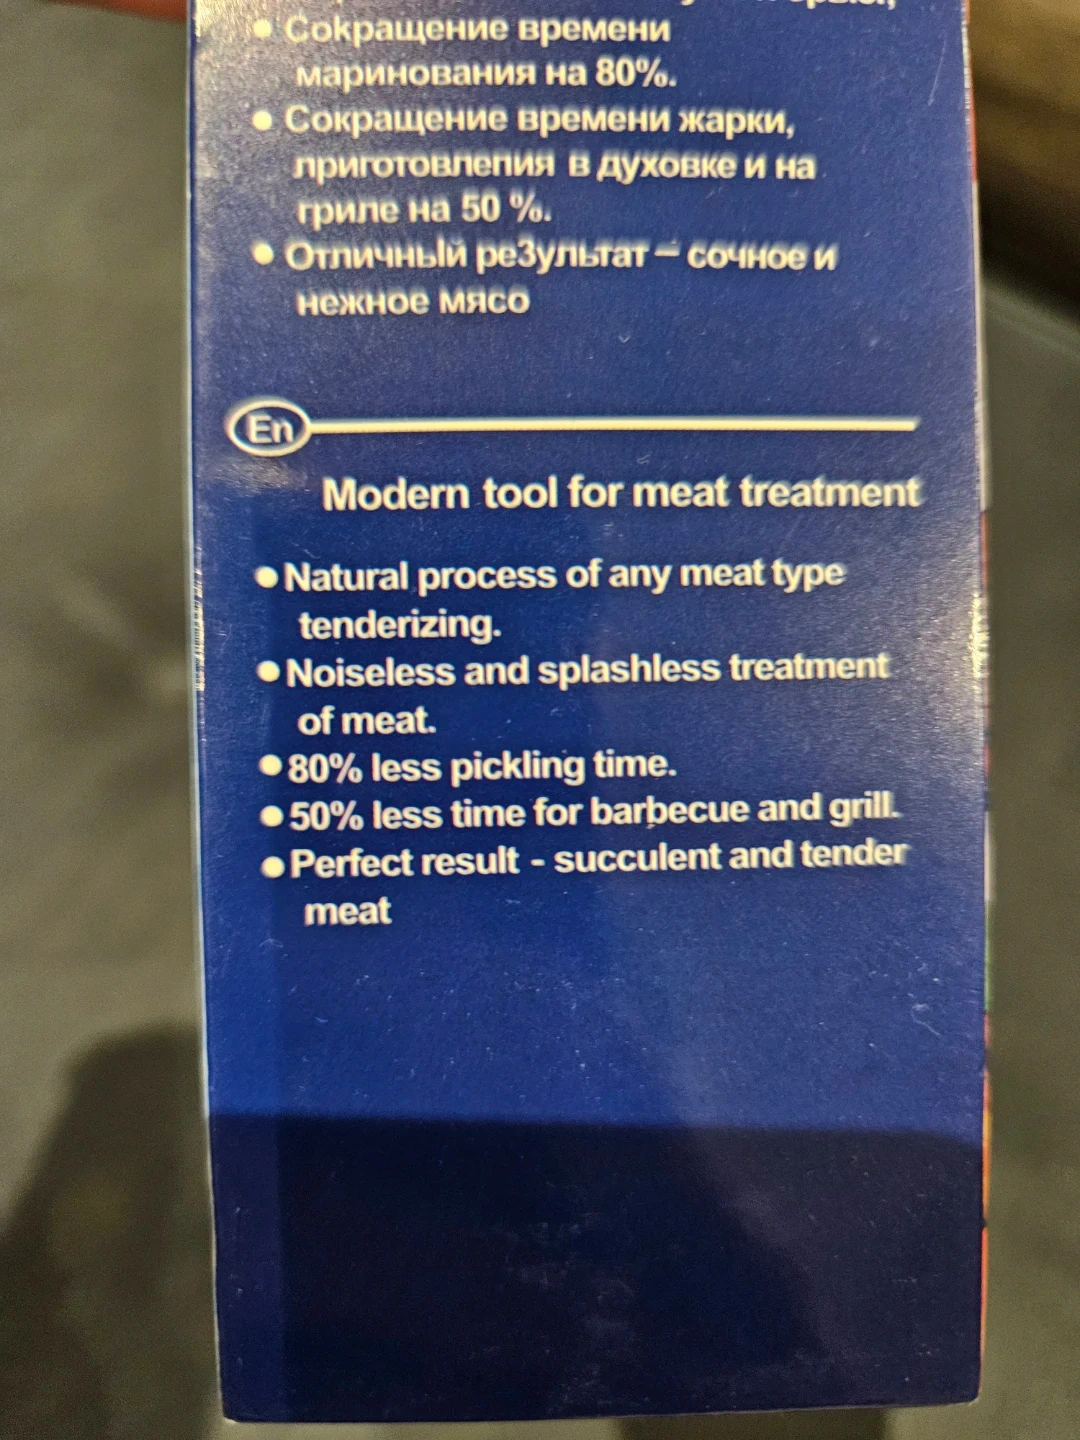 • Сокращение времени
маринования на 80%.
• Сокращение времени жарки,
приготовлепия в духовке и на
гриле на 50 %.
• Отличный ре3ультат – сочное и
нежное мясо
En
Modern tool for meat treatment
• Natural process of any meat type
tenderizing.
• Noiseless and splashless treatment
of meat.
• 80% less pickling time.
• 50% less time for barbecue and grill.
• Perfect result - succulent and tender
meat